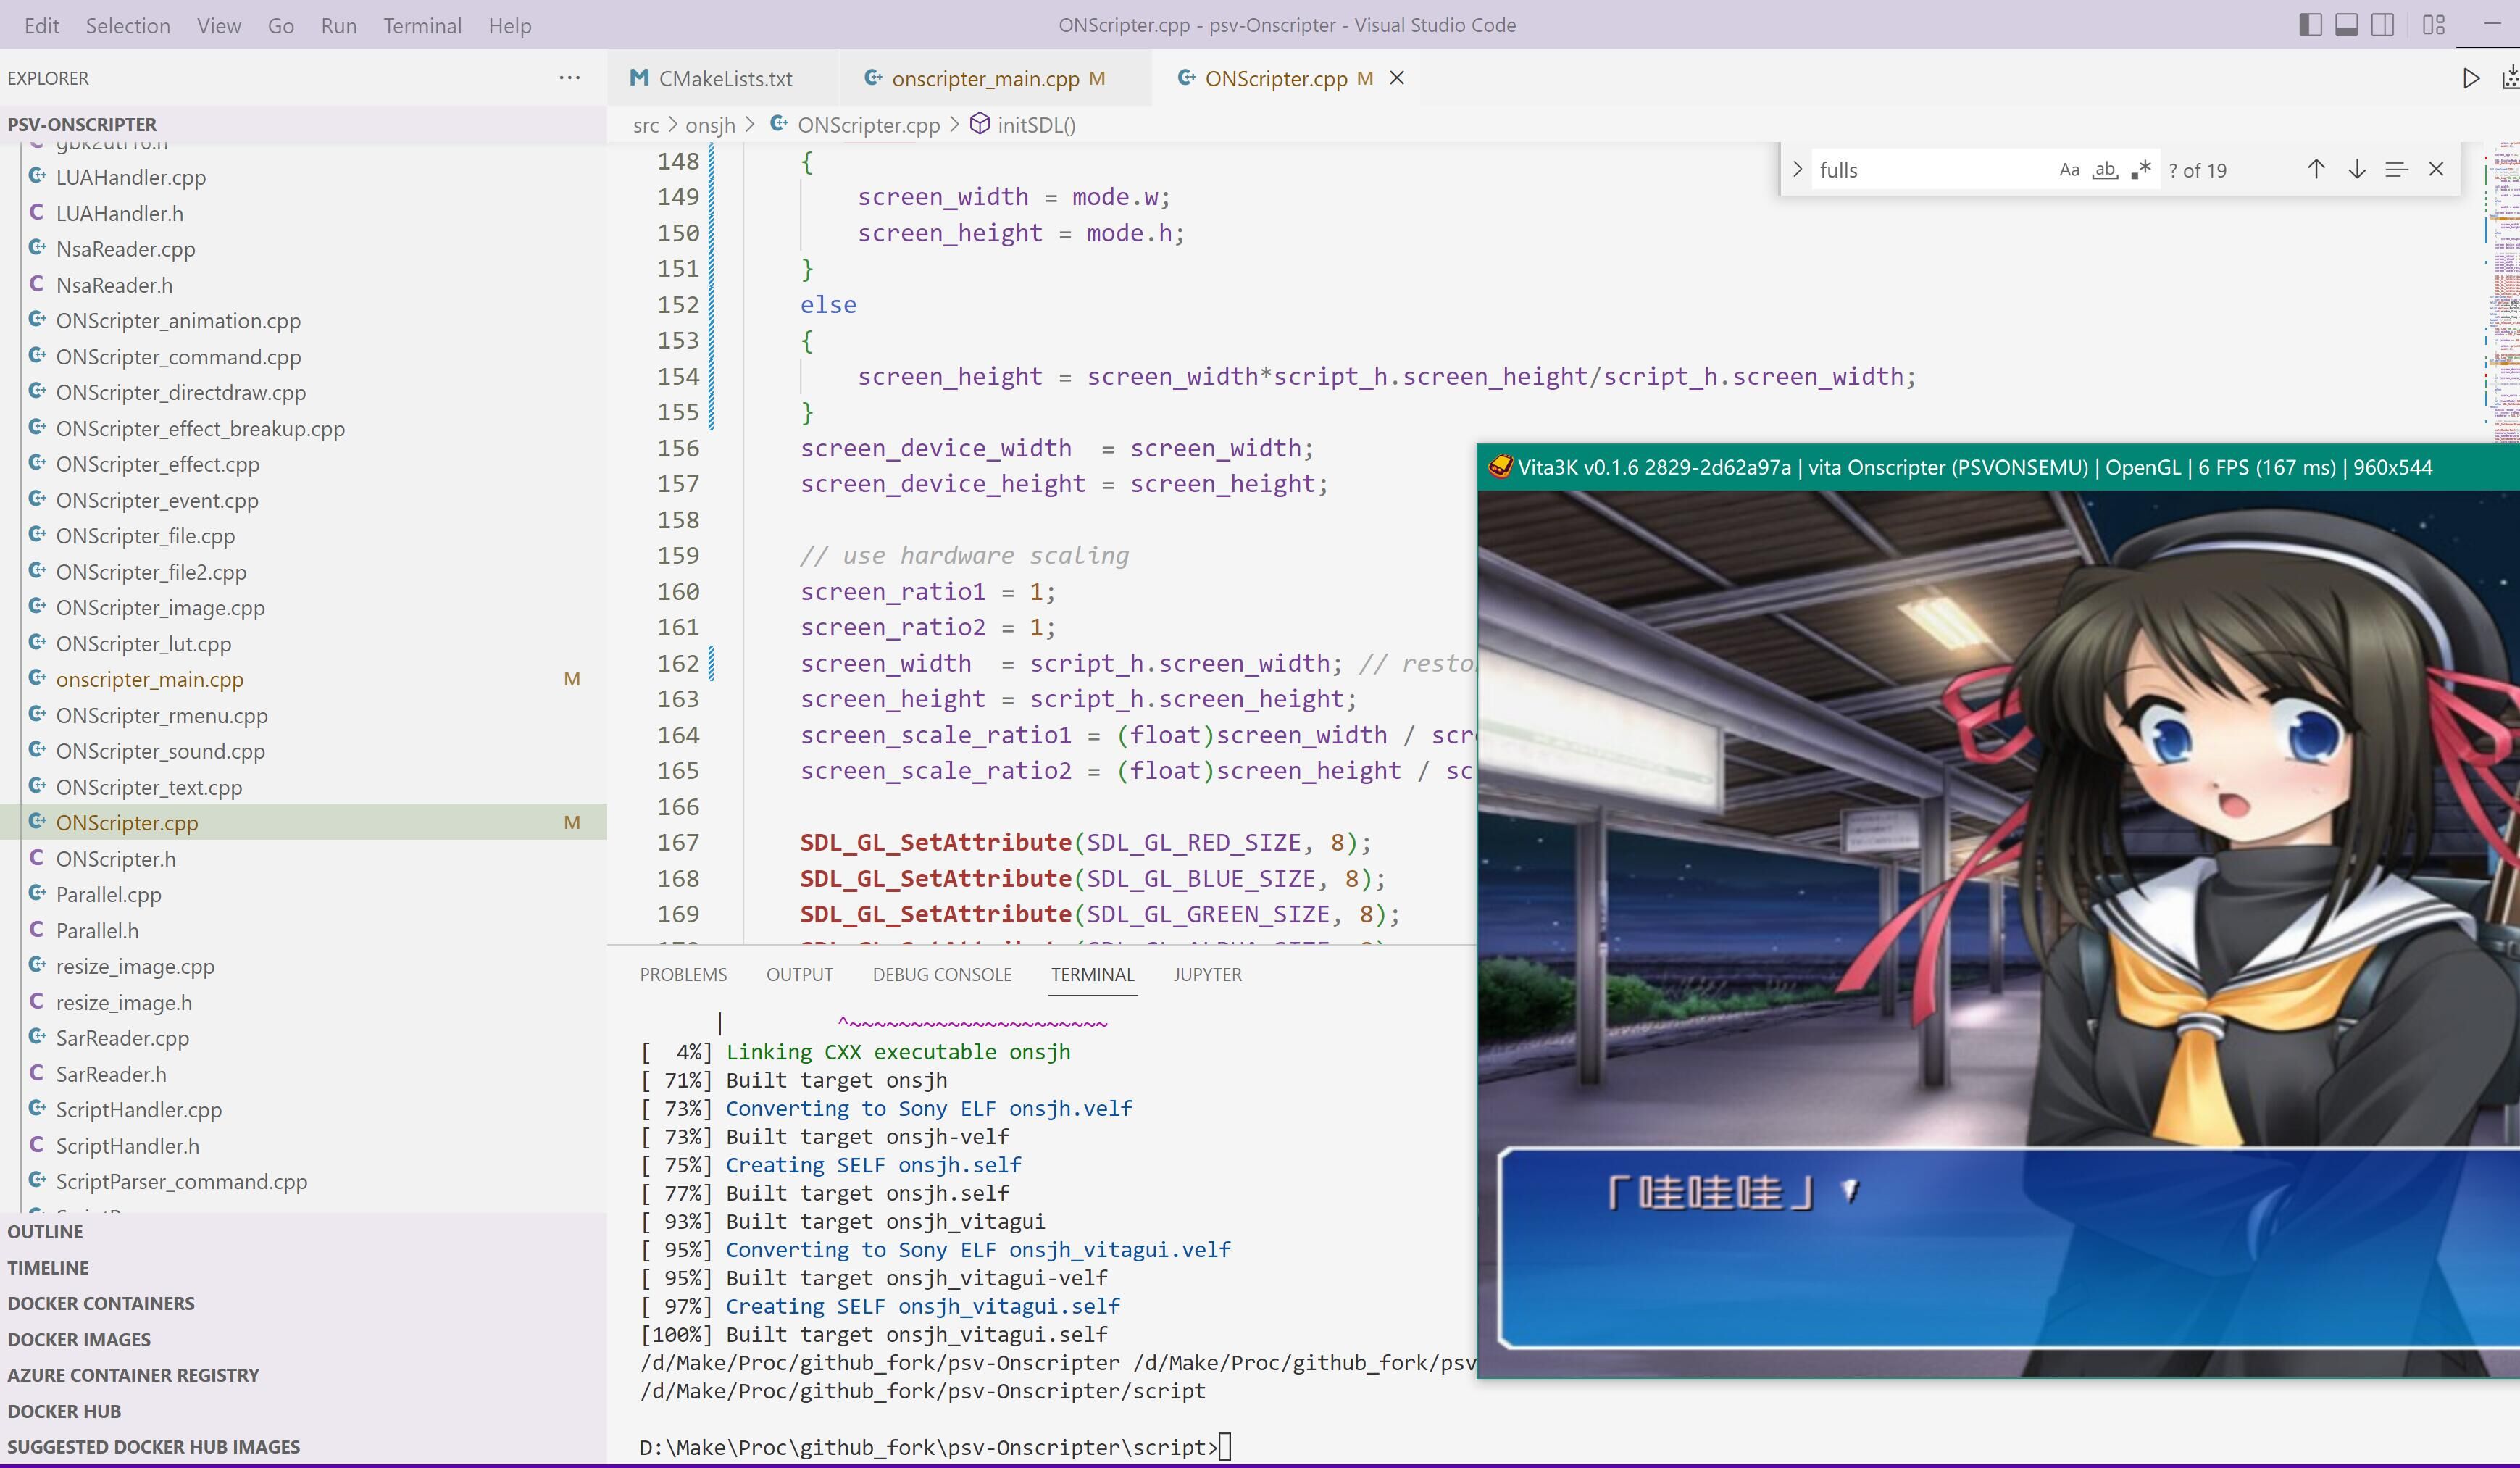 Edit Selection View Go Run Terminal Help
ONScripter.cpp - psv-Onscripter - Visual Studio Code
EXPLORER
PSV-ONSCRIPTER
gbk2utf16.h
LUAHandler.cpp
LUAHandler.h
NsaReader.cpp
NsaReader.h
ONScripter_animation.cpp
ONScripter_command.cpp
ONScripter_directdraw.cpp
ONScripter_effect_breakup.cpp
ONScripter_effect.cpp
ONScripter_event.cpp
ONScripter_file.cpp
ONScripter_file2.cpp
ONScripter_image.cpp
ONScripter_lut.cpp
onscripter_main.cpp M
ONScripter_rmenu.cpp
ONScripter_sound.cpp
ONScripter_text.cpp
ONScripter.cpp M
ONScripter.h
Parallel.cpp
Parallel.h
resize_image.cpp
resize_image.h
SarReader.cpp
SarReader.h
ScriptHandler.cpp
ScriptHandler.h
ScriptParser_command.cpp
OUTLINE
TIMELINE
DOCKER CONTAINERS
DOCKER IMAGES
AZURE CONTAINER REGISTRY
DOCKER HUB
SUGGESTED DOCKER HUB IMAGES
CMakeLists.txt onscripter_main.cpp M ONScripter.cpp M
src > onsjh > ONScripter.cpp > initSDL()
fulls Aa ab ? of 19
148 {
149 screen_width = mode.w;
150 screen_height = mode.h;
151 }
152 else
153 {
154 screen_height = screen_width*script_h.screen_height/script_h.screen_width;
155 }
156 screen_device_width = screen_width;
157 screen_device_height = screen_height;
158
159 // use hardware scaling
160 screen_ratio1 = 1;
161 screen_ratio2 = 1;
162 screen_width = script_h.screen_width; // resto
163 screen_height = script_h.screen_height;
164 screen_scale_ratio1 = (float)screen_width / scr
165 screen_scale_ratio2 = (float)screen_height / sc
166
167 SDL_GL_SetAttribute(SDL_GL_RED_SIZE, 8);
168 SDL_GL_SetAttribute(SDL_GL_BLUE_SIZE, 8);
169 SDL_GL_SetAttribute(SDL_GL_GREEN_SIZE, 8);
PROBLEMS OUTPUT DEBUG CONSOLE TERMINAL JUPYTER
| ^~~~~~~~~~~~~~~~~~~~~~
[ 4%] Linking CXX executable onsjh
[ 71%] Built target onsjh
[ 73%] Converting to Sony ELF onsjh.velf
[ 73%] Built target onsjh-velf
[ 75%] Creating SELF onsjh.self
[ 77%] Built target onsjh.self
[ 93%] Built target onsjh_vitagui
[ 95%] Converting to Sony ELF onsjh_vitagui.velf
[ 95%] Built target onsjh_vitagui-velf
[ 97%] Creating SELF onsjh_vitagui.self
[100%] Built target onsjh_vitagui.self
/d/Make/Proc/github_fork/psv-Onscripter /d/Make/Proc/github_fork/psv
/d/Make/Proc/github_fork/psv-Onscripter/script
D:\Make\Proc\github_fork\psv-Onscripter\script>
Vita3K v0.1.6 2829-2d62a97a | vita Onscripter (PSVONSEMU) | OpenGL | 6 FPS (167 ms) | 960x544
「哇哇哇」